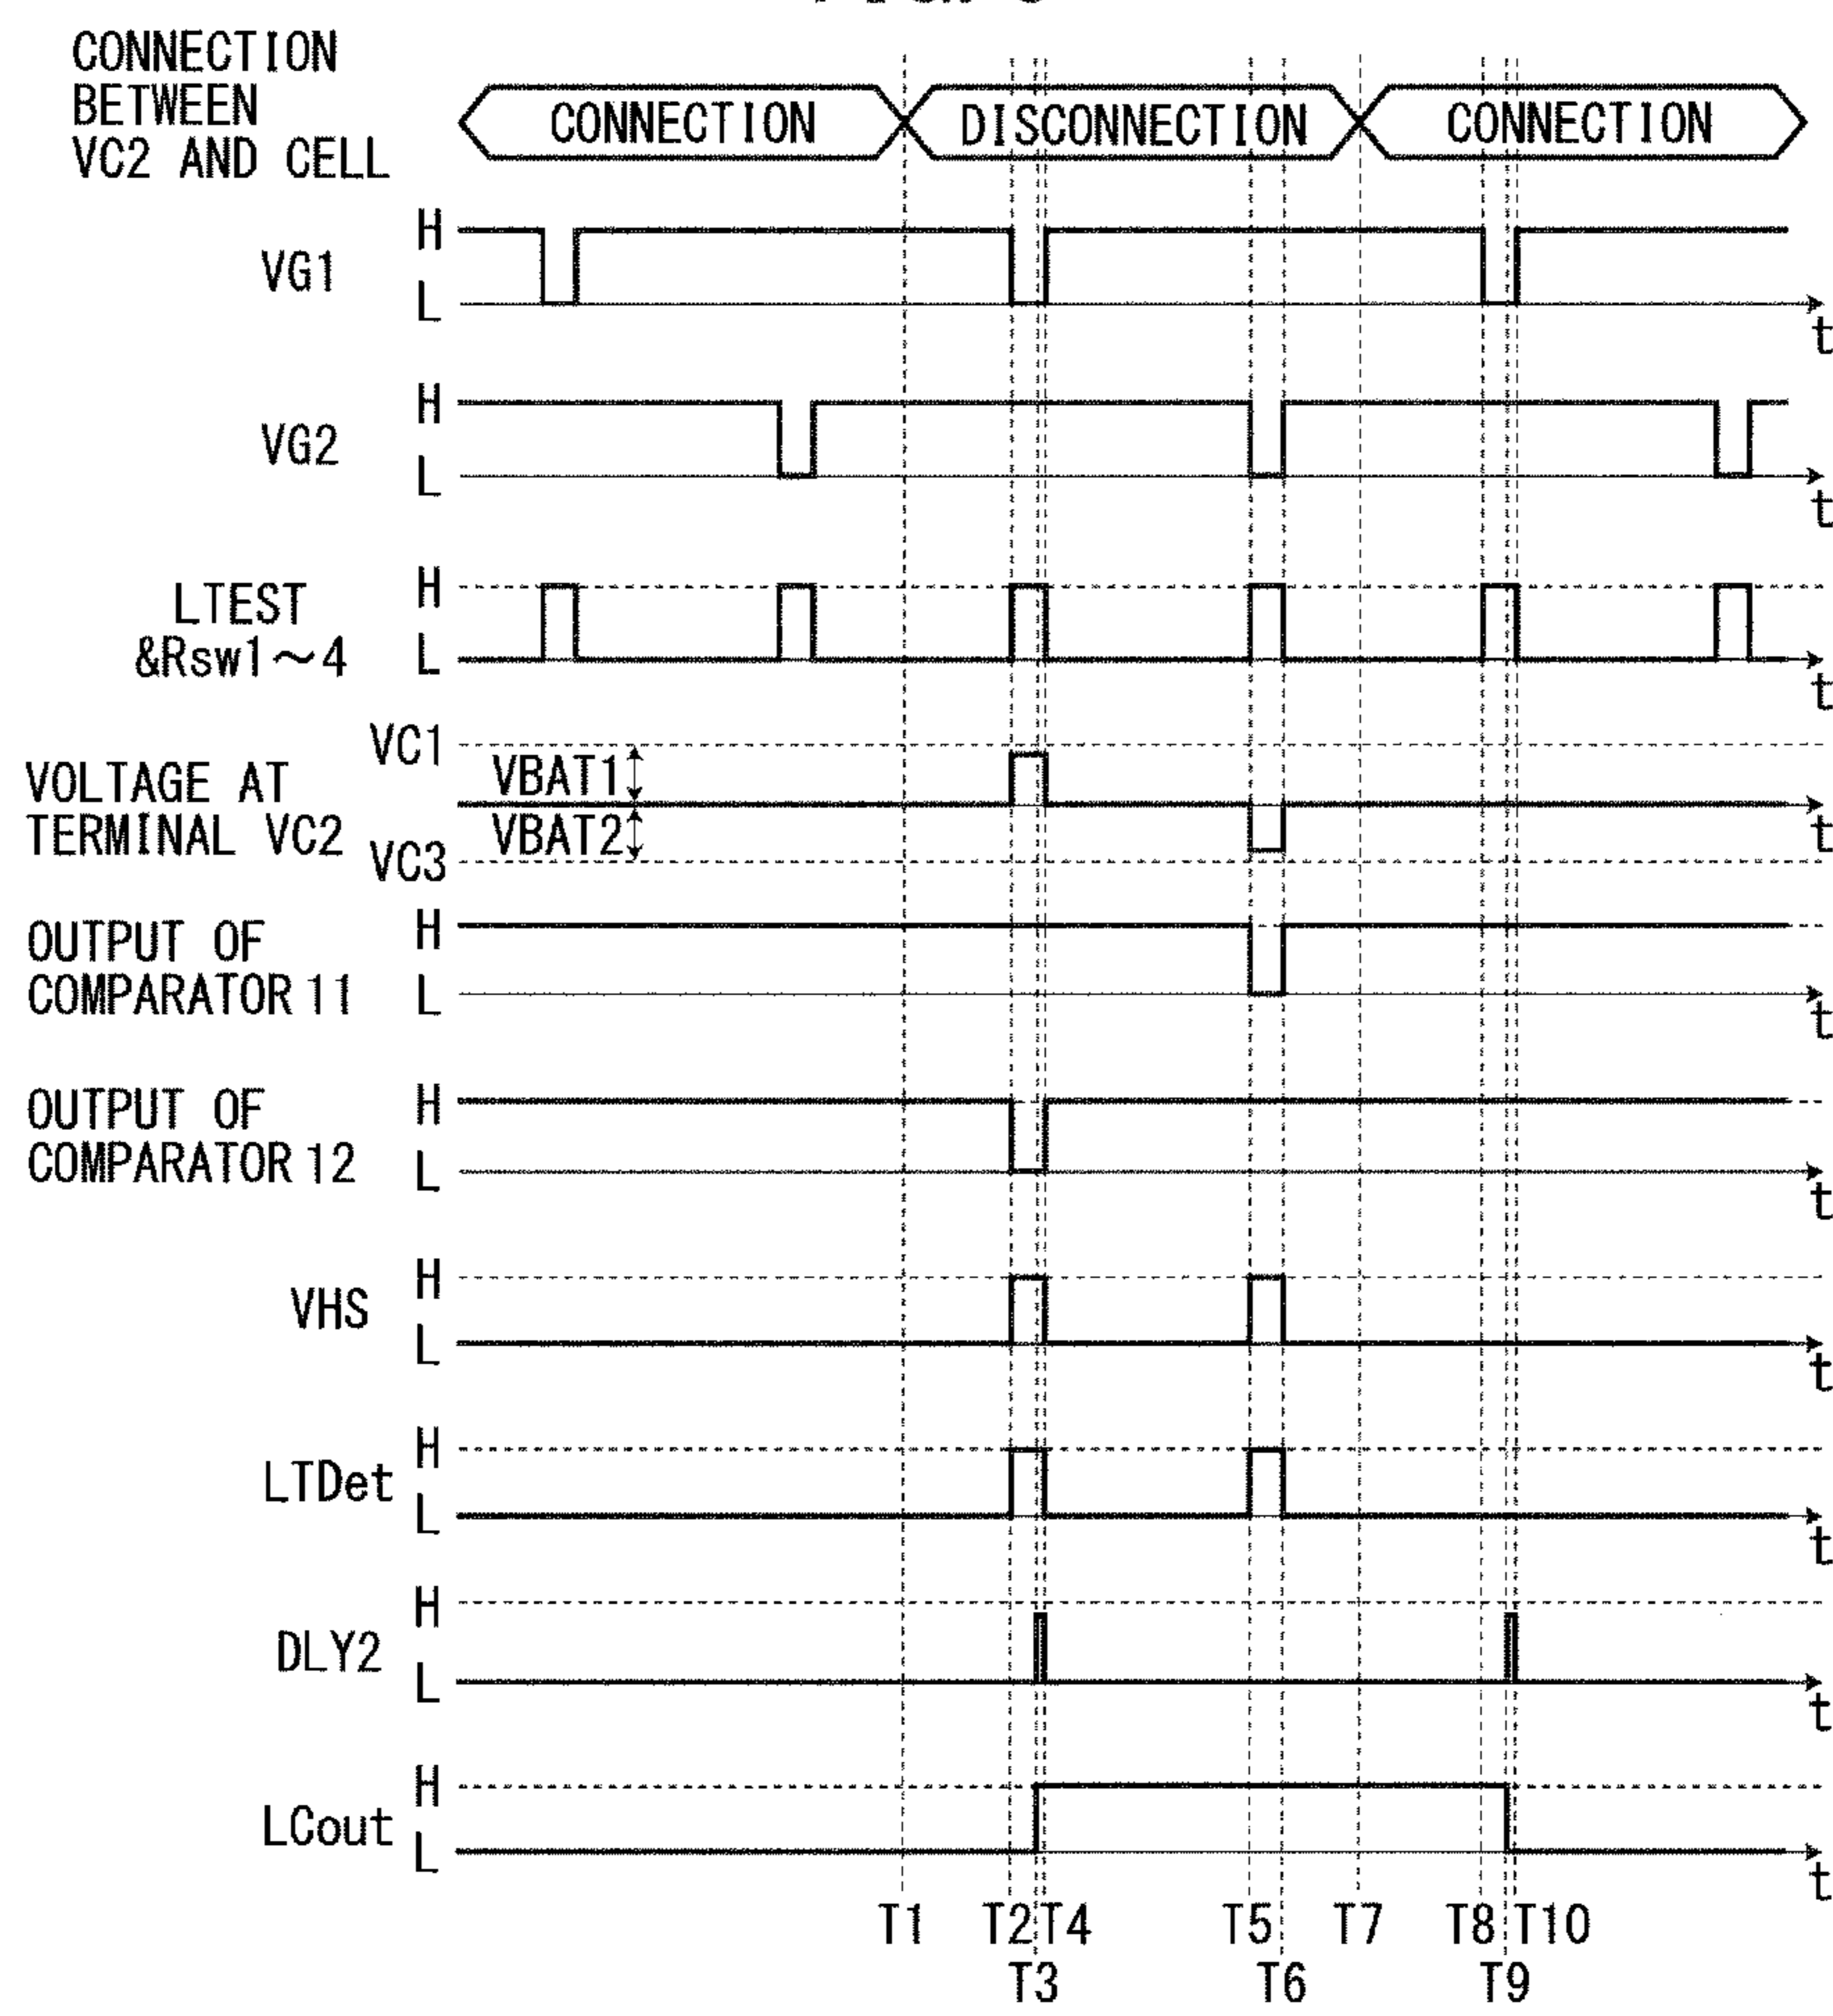 CONNECTION
BETWEEN
VC2 AND CELL
CONNECTION DISCONNECTION CONNECTION
VG1 H L t
VG2 H L t
LTEST
&Rsw1~4 H L t
VOLTAGE AT
TERMINAL VC2
VC1 VBAT1
VC3 VBAT2 t
OUTPUT OF
COMPARATOR 11 H L t
OUTPUT OF
COMPARATOR 12 H L t
VHS H L t
LTDet H L t
DLY2 H L t
LCout H L t
T1 T2 T4 T5 T7 T8 T10
T3 T6 T9